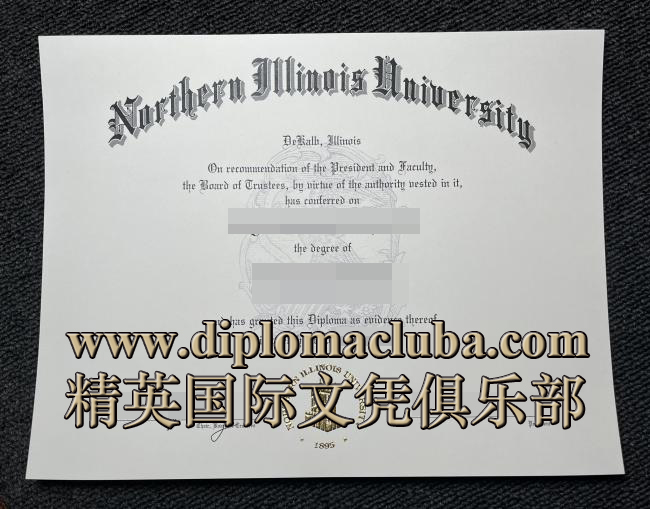 Northern Illinois University
DeKalb, Illinois
On recommendation of the President and Faculty,
the Board of Trustees, by virtue of the authority vested in it,
has conferred on
the degree of
has granted this Diploma as evidence thereof
www.diplomacluba.com
精英国际文凭俱乐部
ILLINOIS UNIVERSITY
1895